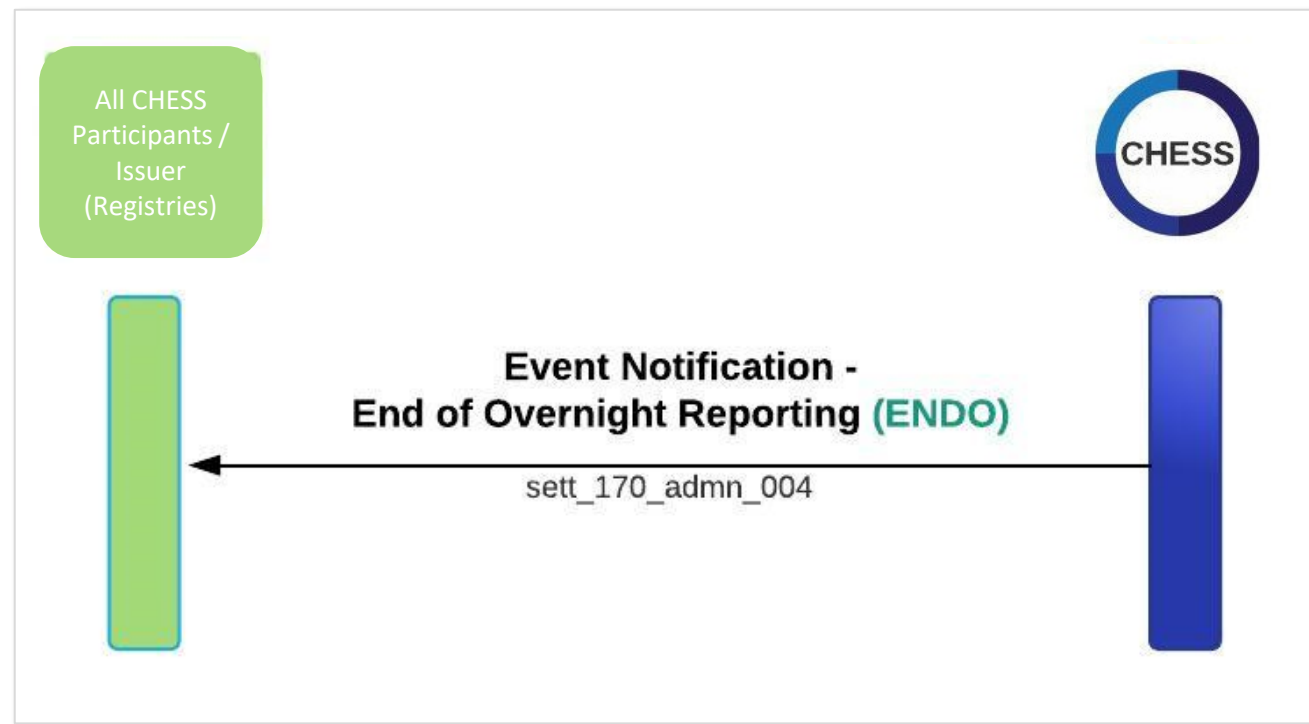 All CHESS
Participants /
Issuer
(Registries)
CHESS
Event Notification -
End of Overnight Reporting (ENDO)
sett_170_admn_004